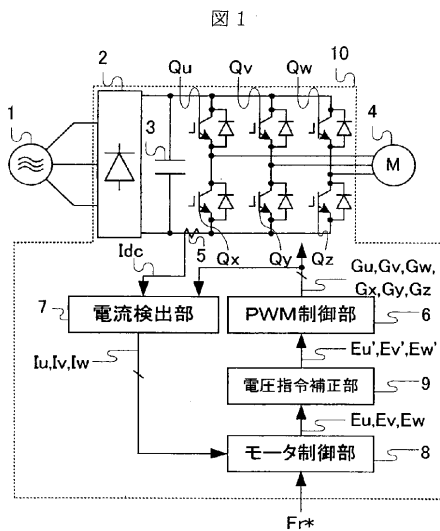 図 1
2
Qu
Qv
Qw
10
1
3
4
M
Idc
5
Qx
Qy
Qz
Gu,Gv,Gw,
Gx,Gy,Gz
7
電流検出部
PWM制御部
6
Iu,Iv,Iw
Eu',Ev',Ew'
電圧指令補正部
9
Eu,Ev,Ew
モータ制御部
8
Fr*